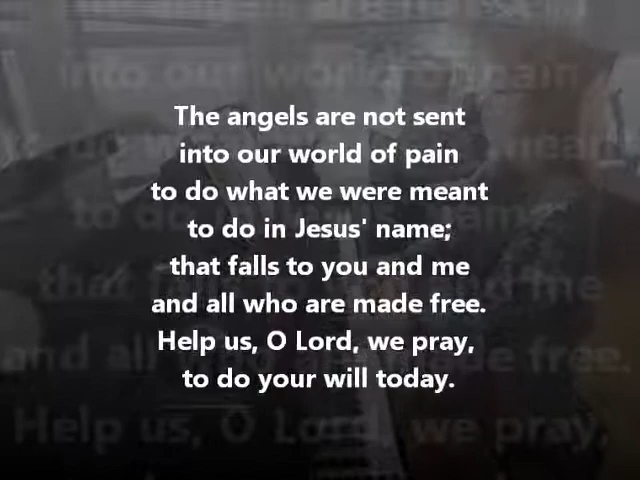 The angels are not sent
into our world of pain
to do what we were meant
to do in Jesus' name;
that falls to you and me
and all who are made free.
Help us, O Lord, we pray,
to do your will today.